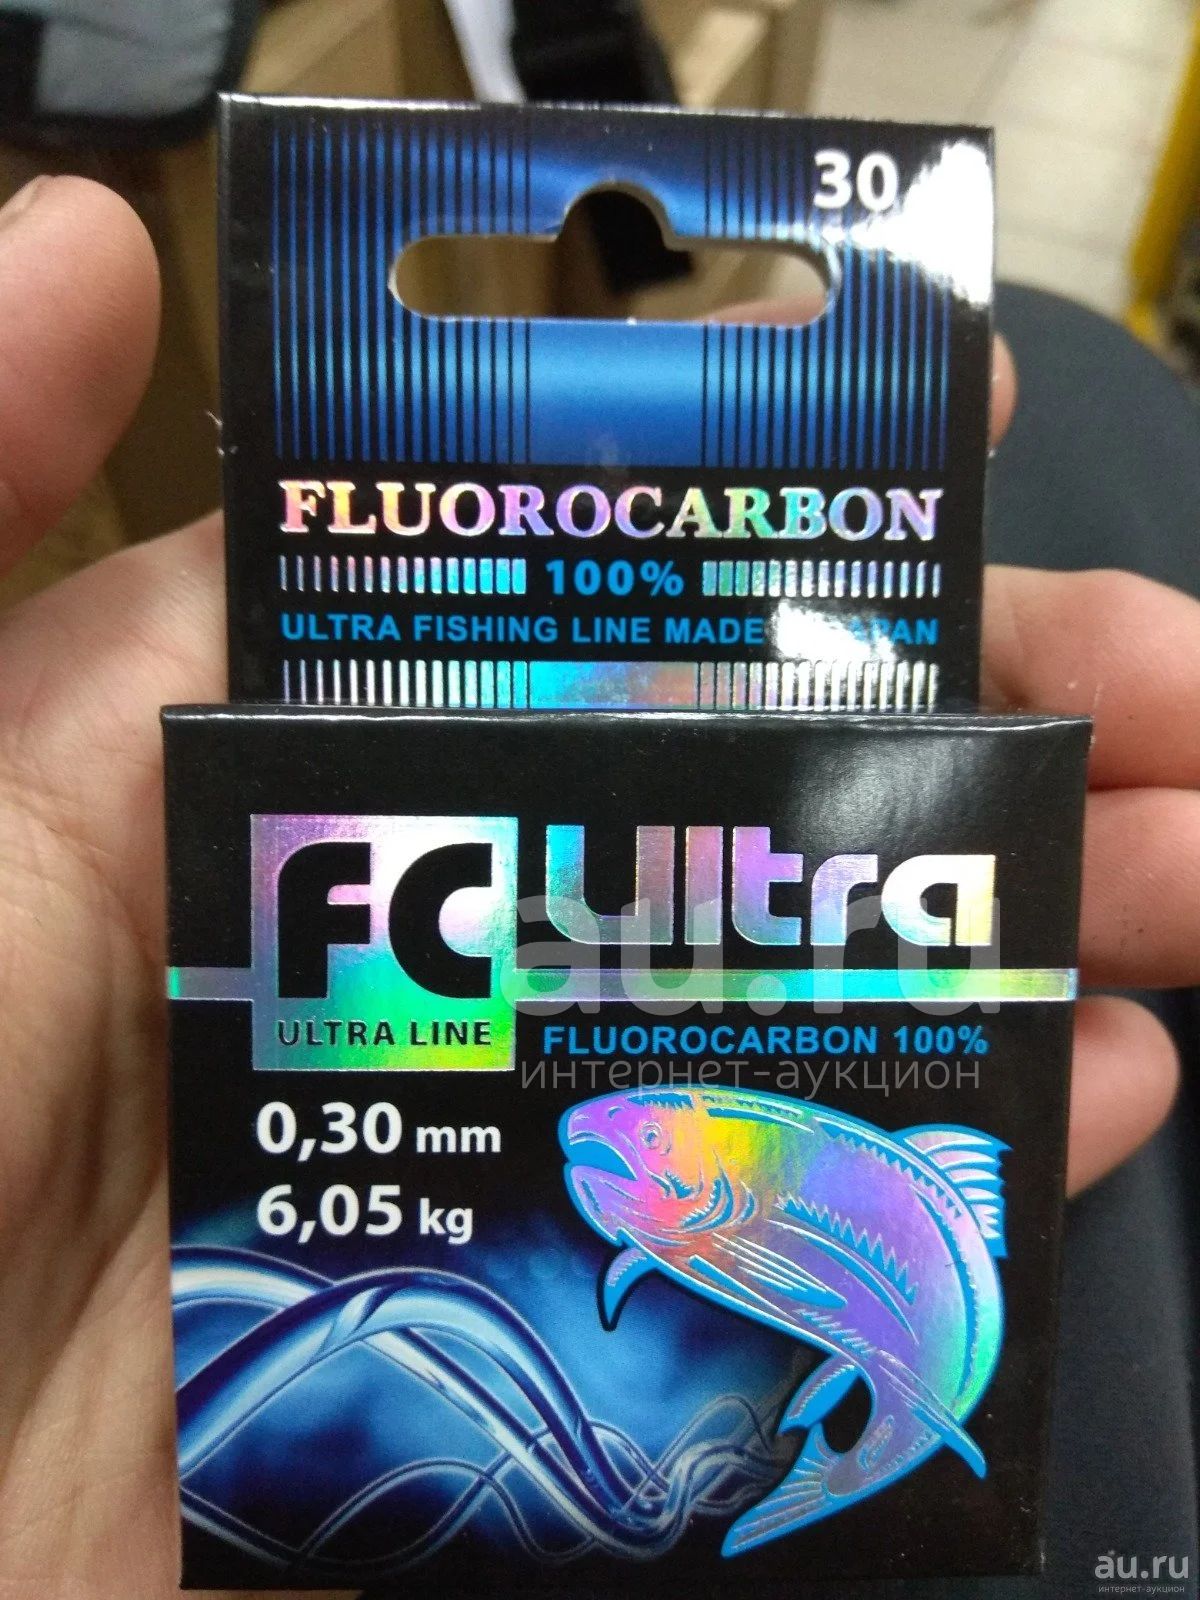 30
FLUOROCARBON
100%
ULTRA FISHING LINE MADE JAPAN
FC Ultra
ULTRA LINE
FLUOROCARBON 100%
0,30 mm
6,05 kg
au.ru
интернет-аукцион
au.ru
интернет-аукцион